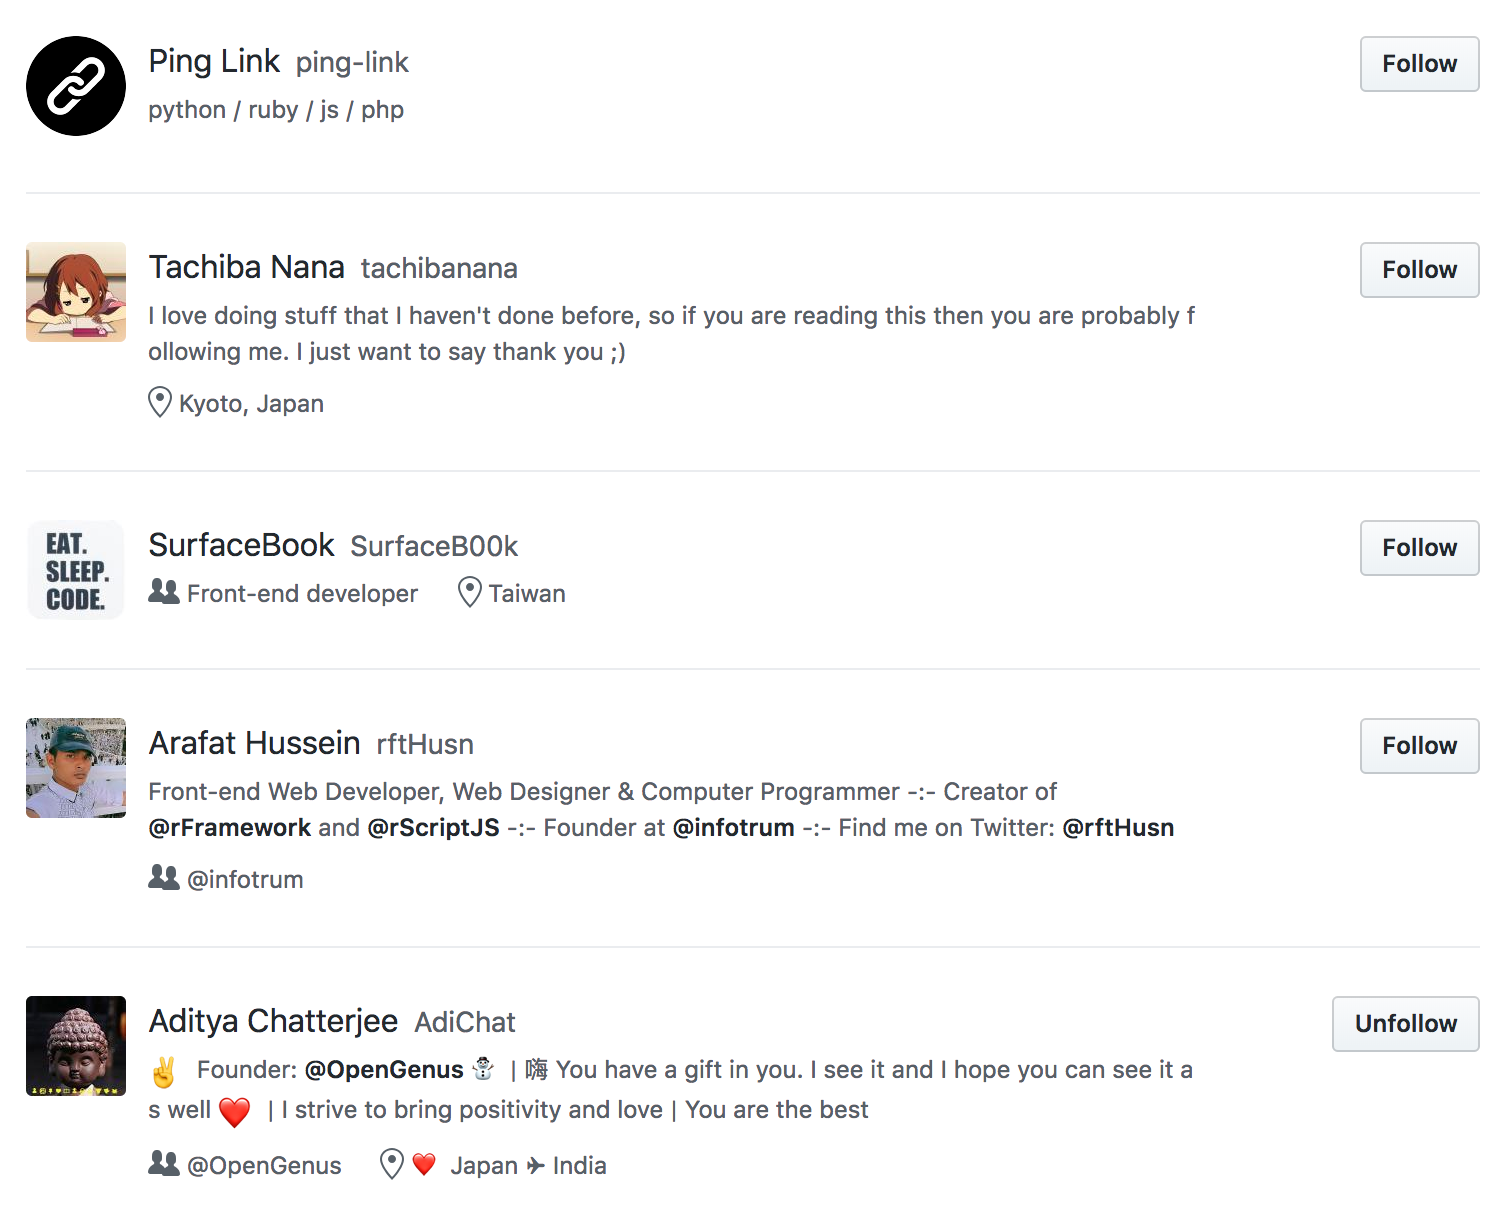 Ping Link ping-link
Follow
python / ruby / js / php
Tachiba Nana tachibanana
Follow
I love doing stuff that I haven't done before, so if you are reading this then you are probably f
ollowing me. I just want to say thank you ;)
Kyoto, Japan
EAT.
SLEEP.
CODE.
SurfaceBook SurfaceB00k
Follow
Front-end developer Taiwan
Arafat Hussein rftHusn
Follow
Front-end Web Developer, Web Designer & Computer Programmer -:- Creator of
@rFramework and @rScriptJS -:- Founder at @infotrum -:- Find me on Twitter: @rftHusn
@infotrum
Aditya Chatterjee AdiChat
Unfollow
✌️ Founder: @OpenGenus ⛄ | 嗨 You have a gift in you. I see it and I hope you can see it a
s well ❤️ | I strive to bring positivity and love | You are the best
@OpenGenus ❤️ Japan ✈ India